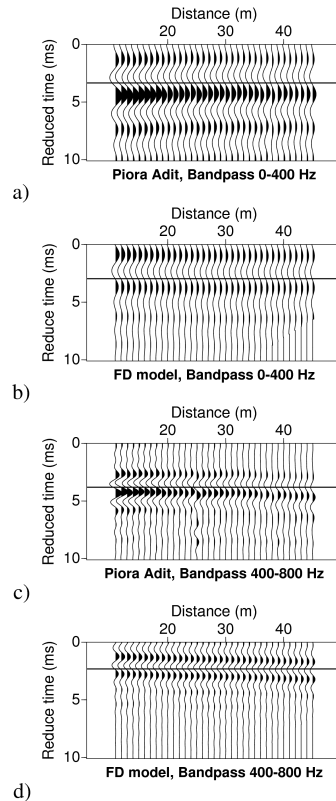 Distance (m)
20 30 40
Reduced time (ms)
0
5
10
Piora Adit, Bandpass 0-400 Hz
a)
Distance (m)
20 30 40
Reduce time (ms)
0
5
10
FD model, Bandpass 0-400 Hz
b)
Distance (m)
20 30 40
Reduced time (ms)
0
5
10
Piora Adit, Bandpass 400-800 Hz
c)
Distance (m)
20 30 40
Reduce time (ms)
0
5
10
FD model, Bandpass 400-800 Hz
d)